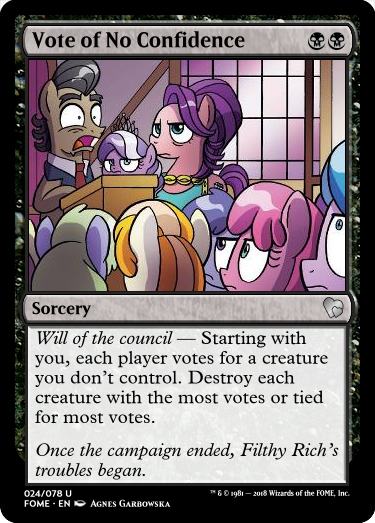 Vote of No Confidence
Sorcery
Will of the council — Starting with
you, each player votes for a creature
you don't control. Destroy each
creature with the most votes or tied
for most votes.
Once the campaign ended, Filthy Rich's
troubles began.
024/078 U
FOME • EN Agnes Garbowska
™ & © 1981 — 2018 Wizards of the FOME, Inc.